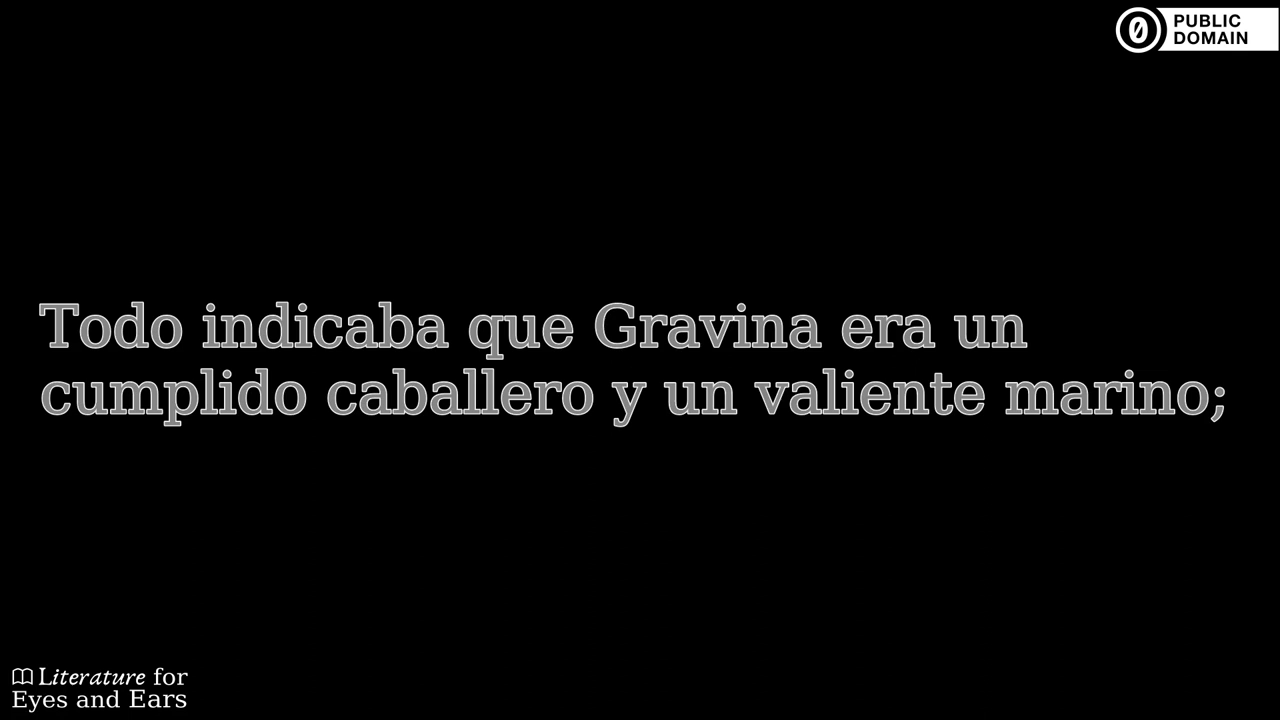 PUBLIC
DOMAIN
Todo indicaba que Gravina era un
cumplido caballero y un valiente marino;
Literature for
Eyes and Ears